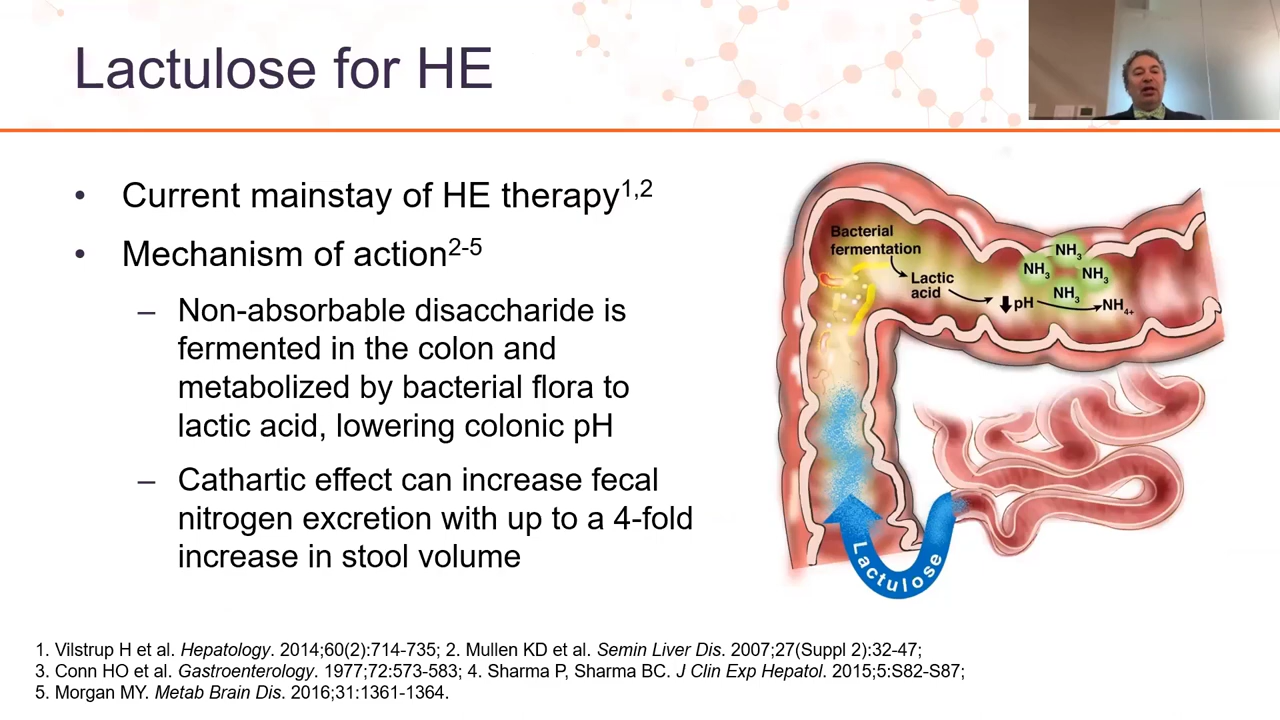 Lactulose for HE
• Current mainstay of HE therapy1,2
• Mechanism of action2-5
– Non-absorbable disaccharide is
fermented in the colon and
metabolized by bacterial flora to
lactic acid, lowering colonic pH
– Cathartic effect can increase fecal
nitrogen excretion with up to a 4-fold
increase in stool volume
Bacterial
fermentation
Lactic
acid
pH
NH3
NH3
NH3
NH3
NH4+
Lactulose
1. Vilstrup H et al. Hepatology. 2014;60(2):714-735; 2. Mullen KD et al. Semin Liver Dis. 2007;27(Suppl 2):32-47;
3. Conn HO et al. Gastroenterology. 1977;72:573-583; 4. Sharma P, Sharma BC. J Clin Exp Hepatol. 2015;5:S82-S87;
5. Morgan MY. Metab Brain Dis. 2016;31:1361-1364.